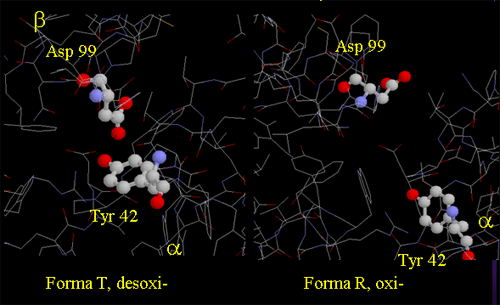 β
Asp 99
Tyr 42
α
Forma T, desoxi-
Asp 99
α
Tyr 42
Forma R, oxi-